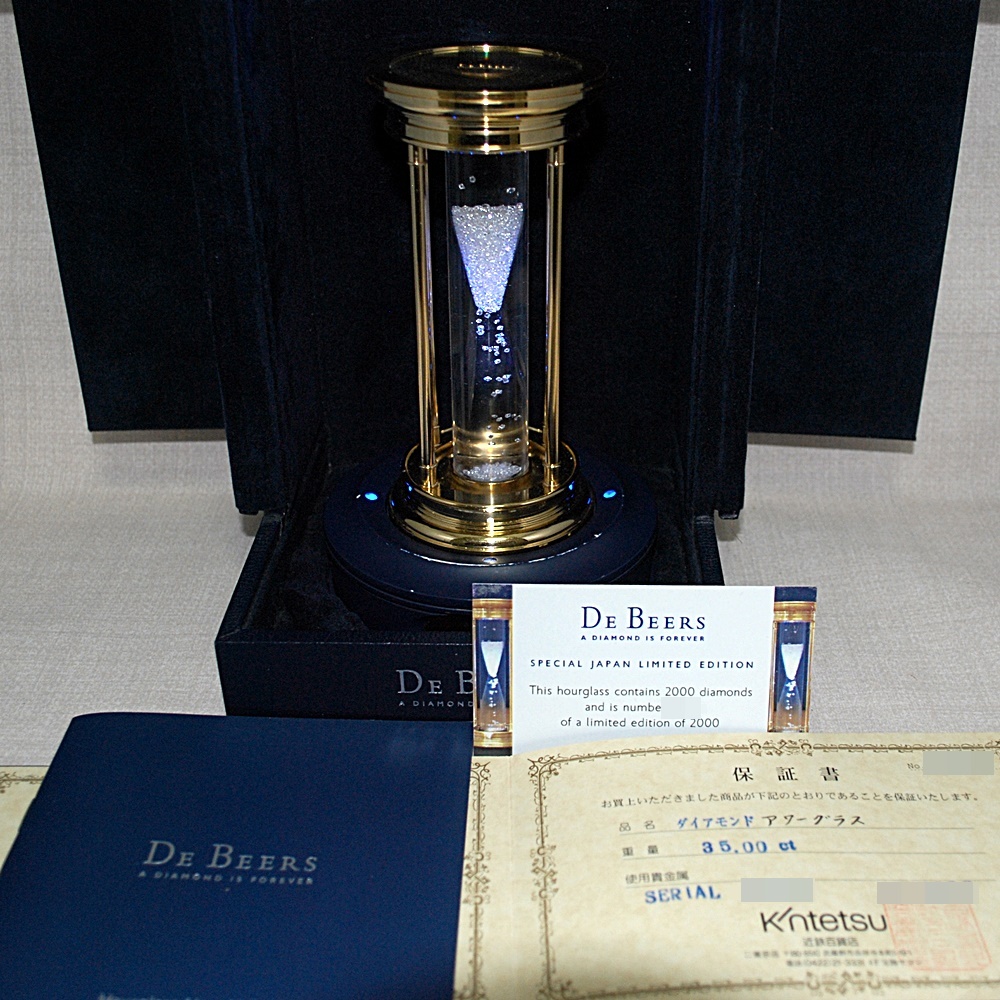 DE BEERS
A DIAMOND IS FOREVER
SPECIAL JAPAN LIMITED EDITION
This hourglass contains 2000 diamonds
and is numbe
of a limited edition of 2000
DE B
A DIAMOND
DE BEERS
A DIAMOND IS FOREVER
保証書
No.
お買上いただきました商品が下記のとおりであることを保証いたします。
品名 ダイアモンド アワーグラス
重量 35.00 ct
使用貴金属
SERIAL
Kintetsu
近鉄百貨店